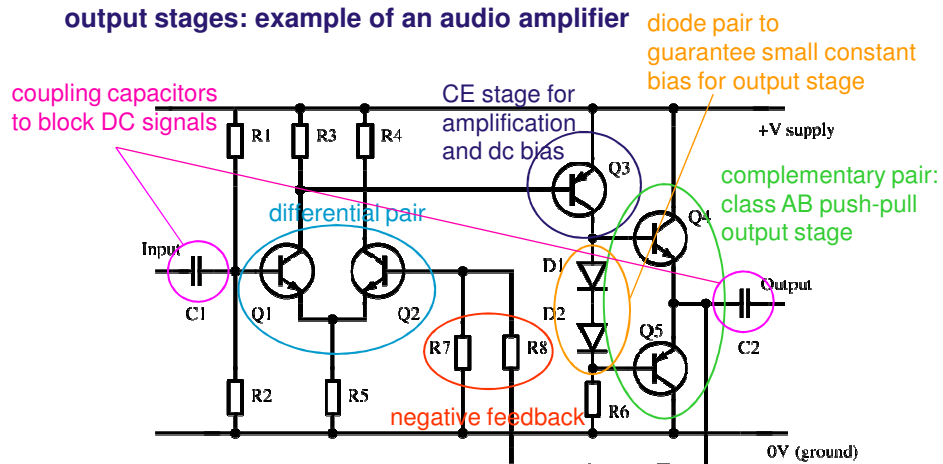 output stages: example of an audio amplifier
diode pair to
guarantee small constant
bias for output stage
coupling capacitors
to block DC signals
CE stage for
amplification
and dc bias
+V supply
R1
R3
R4
Q3
complementary pair:
class AB push-pull
output stage
differential pair
Q4
Input
D1
Output
C1
Q1
Q2
D2
Q5
C2
R7
R8
R2
R5
R6
negative feedback
0V (ground)